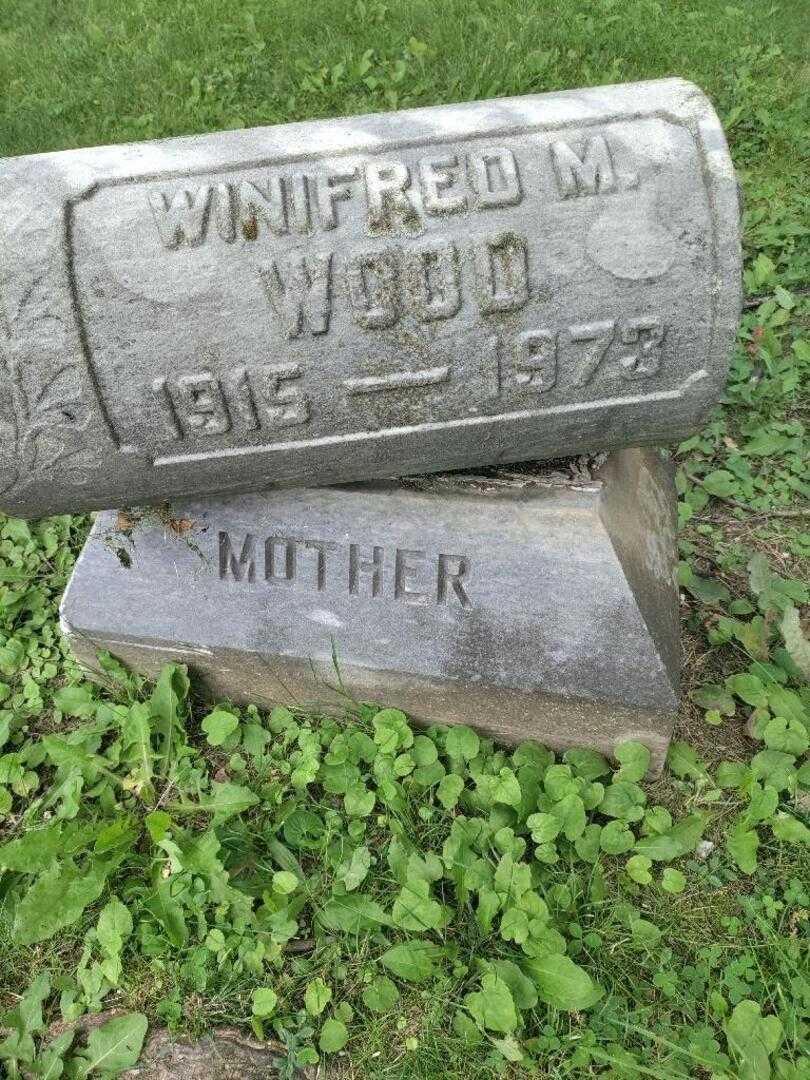 WINIFRED M.
WOOD
1915 — 1973
MOTHER